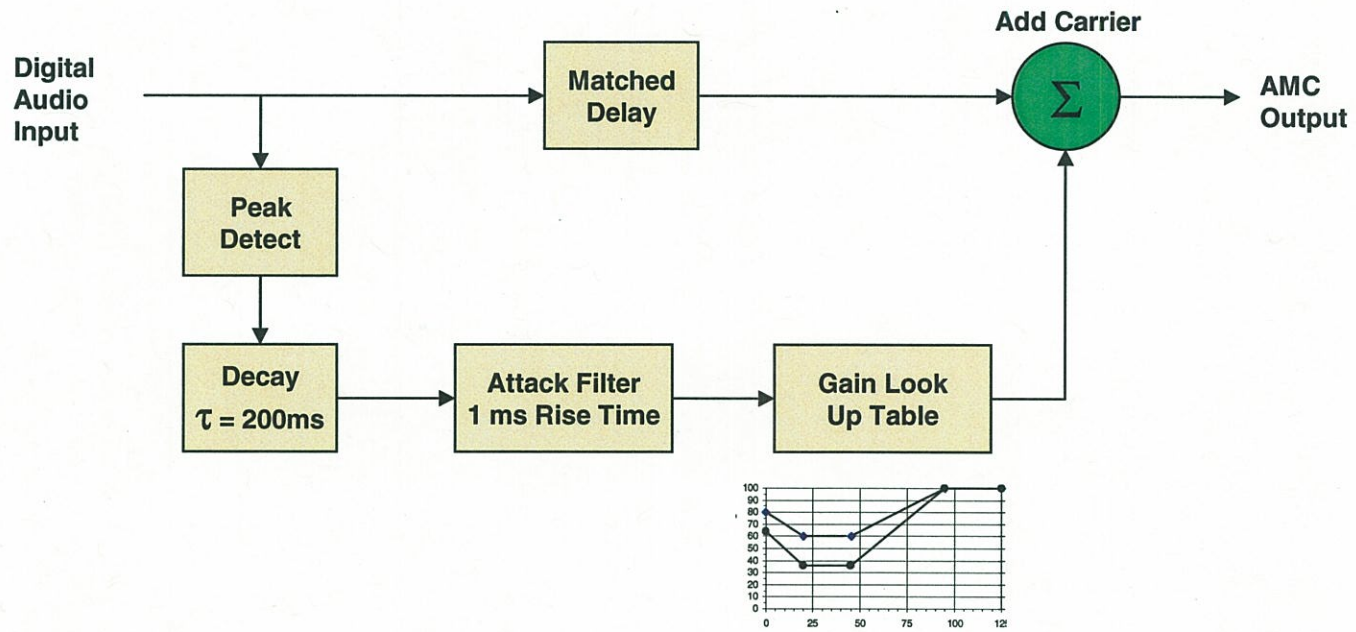 Add Carrier
Digital
Audio
Input
Matched
Delay
Σ
AMC
Output
Peak
Detect
Decay
τ = 200ms
Attack Filter
1 ms Rise Time
Gain Look
Up Table
100
90
80
70
60
50
40
30
20
10
0
0 25 50 75 100 12